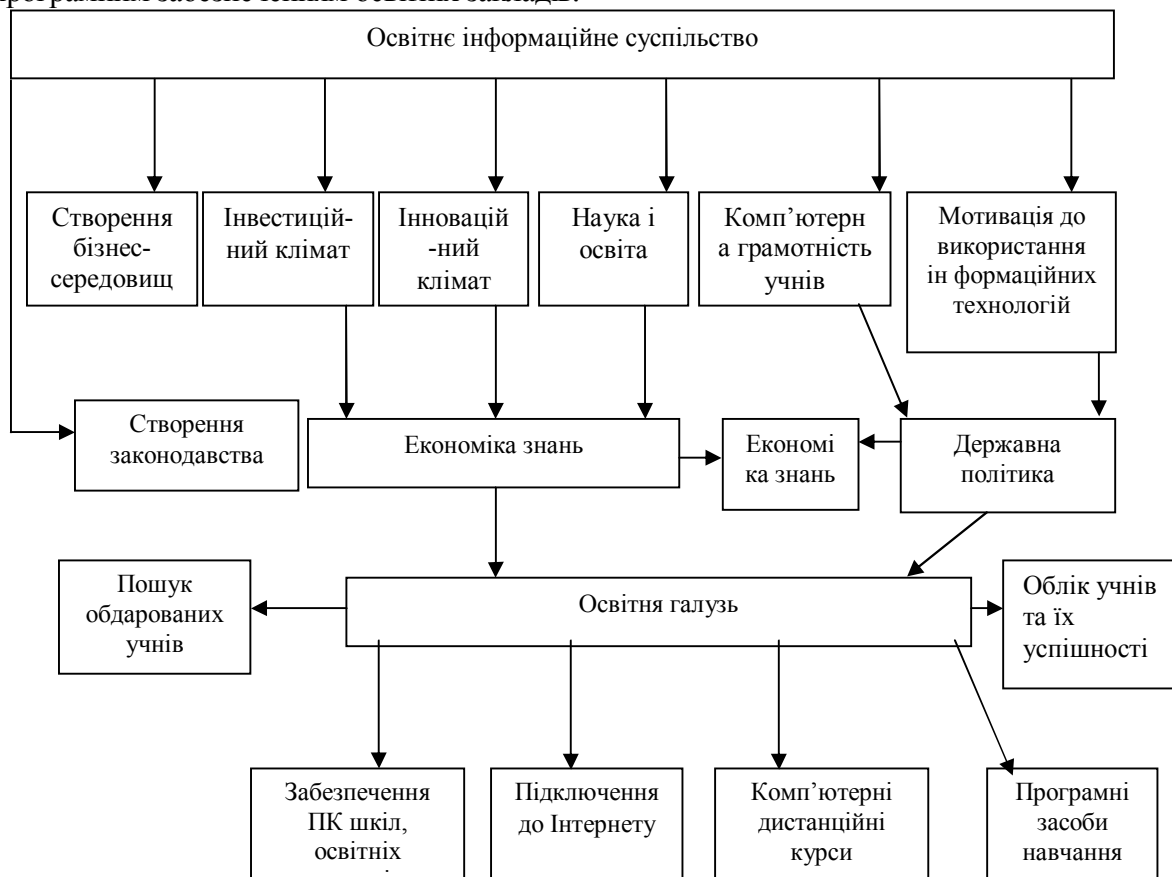 програмним забезпеченням освітніх закладів.
Освітнє інформаційне суспільство
Створення
бізнес-
середовищ
Інвестицій-
ний клімат
Інновацій
-ний
клімат
Наука і
освіта
Комп’ютерн
а грамотність
учнів
Мотивація до
використання
ін формаційних
технологій
Створення
законодавства
Економіка знань
Економі
ка знань
Державна
політика
Пошук
обдарованих
учнів
Освітня галузь
Облік учнів
та їх
успішності
Забезпечення
ПК шкіл,
освітніх
Підключення
до Інтернету
Комп’ютерні
дистанційні
курси
Програмні
засоби
навчання